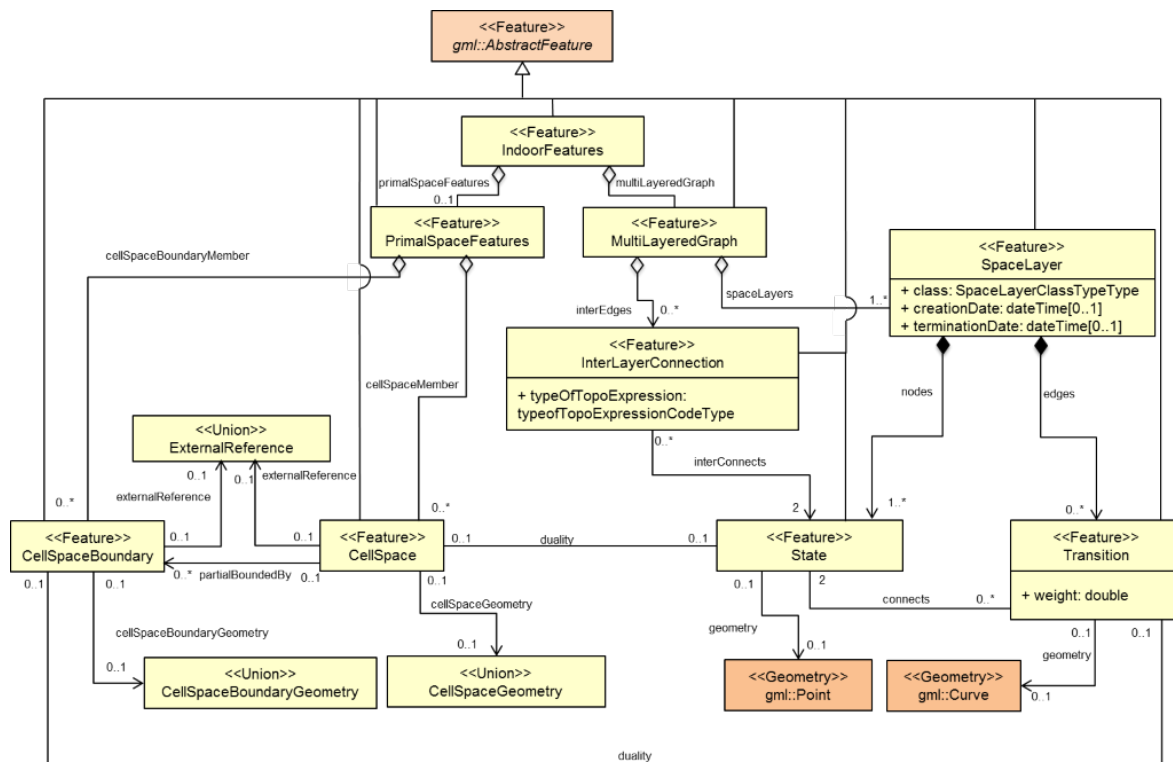 <<Feature>>
gml::AbstractFeature
<<Feature>>
IndoorFeatures
primalSpaceFeatures
multiLayeredGraph
0..1
<<Feature>>
PrimalSpaceFeatures
<<Feature>>
MultiLayeredGraph
<<Feature>>
SpaceLayer
+ class: SpaceLayerClassTypeType
+ creationDate: dateTime[0..1]
+ terminationDate: dateTime[0..1]
cellSpaceBoundaryMember
spaceLayers
1..*
interEdges
0..*
<<Feature>>
InterLayerConnection
+ typeOfTopoExpression:
typeofTopoExpressionCodeType
cellSpaceMember
nodes
edges
<<Union>>
ExternalReference
0..*
interConnects
0..1
0..1
externalReference
externalReference
0..*
0..*
2
1..*
0..*
<<Feature>>
CellSpaceBoundary
0..1
0..1
<<Feature>>
CellSpace
0..1
duality
0..1
<<Feature>>
State
<<Feature>>
Transition
+ weight: double
0..*
partialBoundedBy
0..1
0..1
0..1
0..1
0..1
2
connects
0..*
cellSpaceGeometry
cellSpaceBoundaryGeometry
geometry
0..1
0..1
geometry
0..1
0..1
0..1
<<Union>>
CellSpaceBoundaryGeometry
<<Union>>
CellSpaceGeometry
<<Geometry>>
gml::Point
<<Geometry>>
gml::Curve
0..1
duality